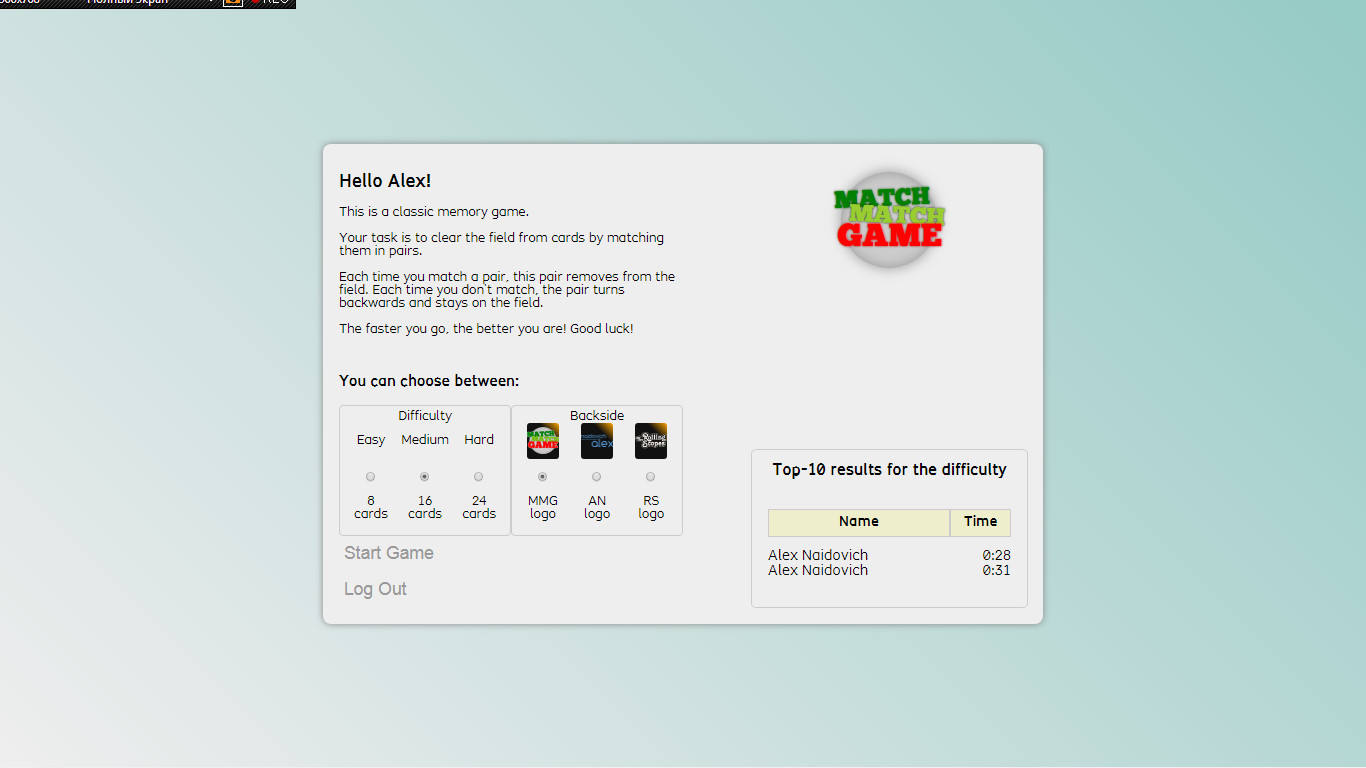 Полный экран
REC
Hello Alex!
This is a classic memory game.
Your task is to clear the field from cards by matching
them in pairs.
Each time you match a pair, this pair removes from the
field. Each time you don't match, the pair turns
backwards and stays on the field.
The faster you go, the better you are! Good luck!
MATCH
MATCH
GAME
You can choose between:
Difficulty
Easy Medium Hard
8 16 24
cards cards cards
Backside
MATCH
MATCH
GAME
alex
Rolling
Scopes
MMG AN RS
logo logo logo
Start Game
Log Out
Top-10 results for the difficulty
Name Time
Alex Naidovich 0:28
Alex Naidovich 0:31